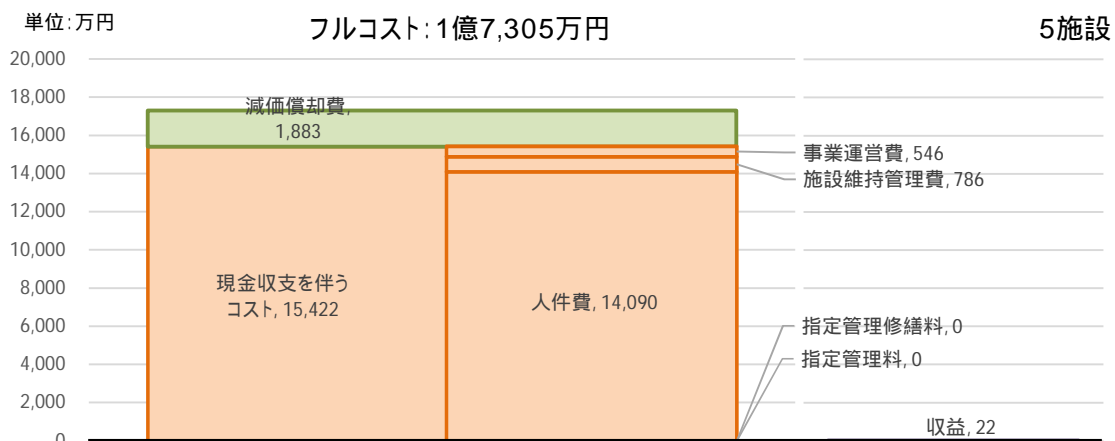 単位:万円
フルコスト:1億7,305万円
5施設
20,000
18,000
16,000
14,000
12,000
10,000
8,000
6,000
4,000
2,000
0
減価償却費,
1,883
現金収支を伴う
コスト, 15,422
人件費, 14,090
事業運営費, 546
施設維持管理費, 786
指定管理修繕料, 0
指定管理料, 0
収益, 22